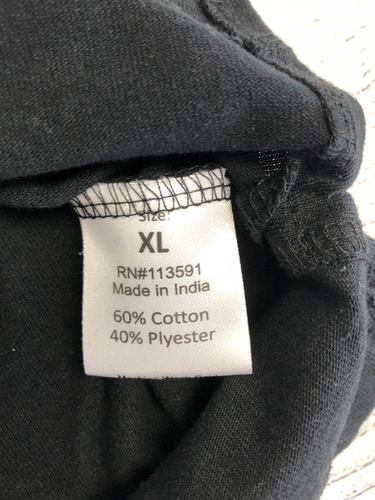 Size:
XL
RN#113591
Made in India
60% Cotton
40% Plyester